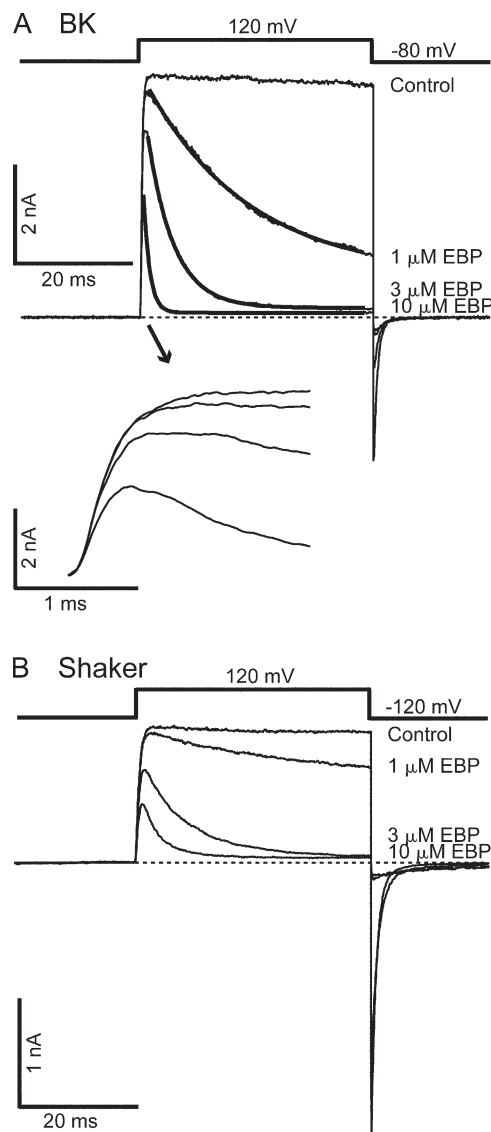 A BK
120 mV
-80 mV
Control
2 nA
20 ms
1 μM EBP
3 μM EBP
10 μM EBP
2 nA
1 ms
B Shaker
120 mV
-120 mV
Control
1 μM EBP
3 μM EBP
10 μM EBP
1 nA
20 ms